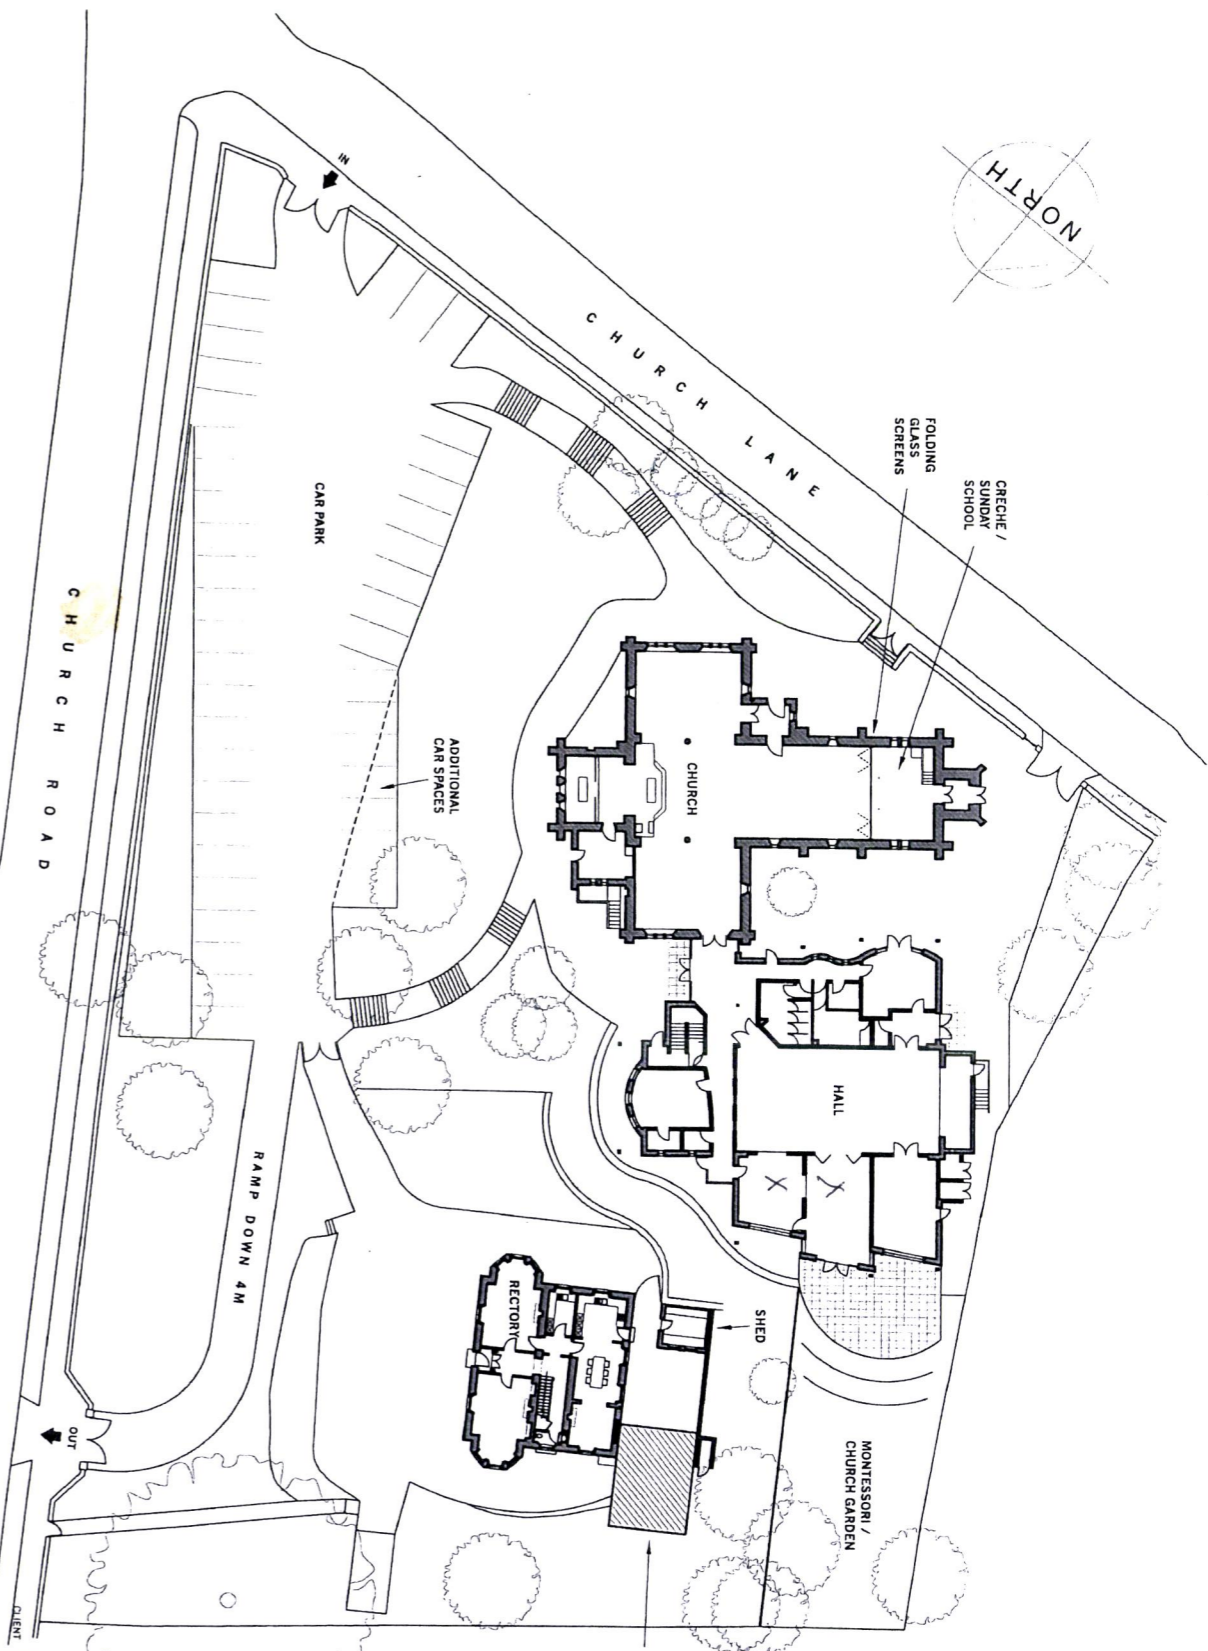 NORTH
IN
CHURCH LANE
FOLDING
GLASS
SCREENS
CRECHE /
SUNDAY
SCHOOL
CAR PARK
CHURCH ROAD
CHURCH
ADDITIONAL
CAR SPACES
HALL
X
X
RAMP DOWN 4M
RECTORY
SHED
MONTESSORI /
CHURCH GARDEN
OUT
CLIENT